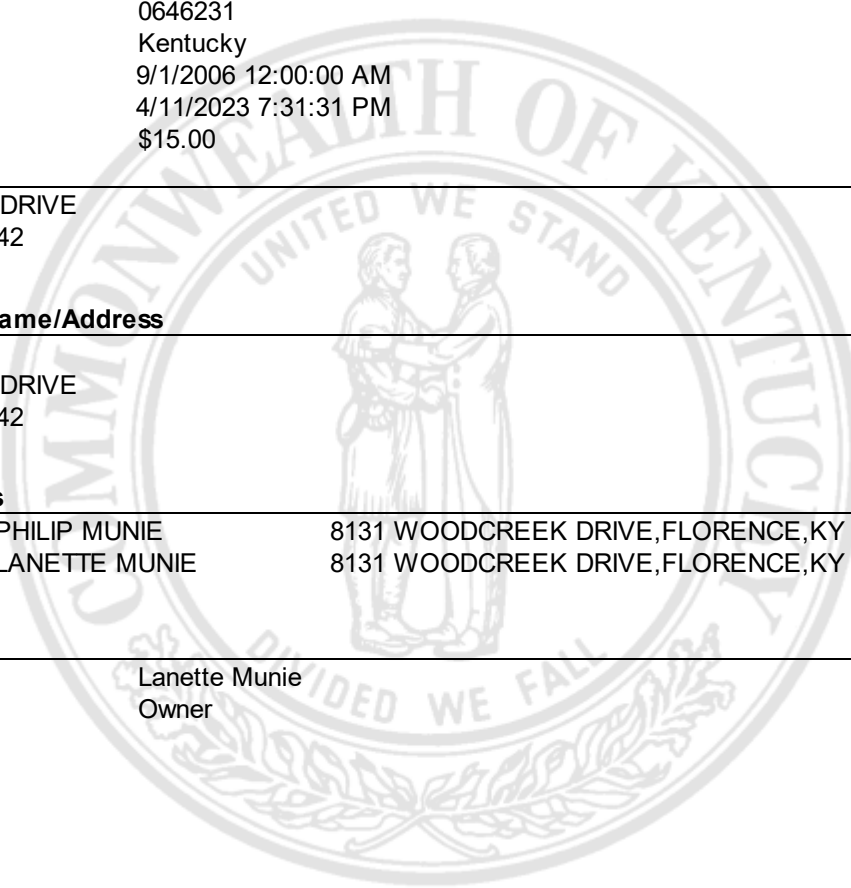 0646231
Kentucky
9/1/2006 12:00:00 AM
4/11/2023 7:31:31 PM
$15.00
DRIVE
42
ame/Address
DRIVE
42
s
PHILIP MUNIE 8131 WOODCREEK DRIVE,FLORENCE,KY
LANETTE MUNIE 8131 WOODCREEK DRIVE,FLORENCE,KY
Lanette Munie
Owner
COMMONWEALTH OF KENTUCKY
UNITED WE STAND
DIVIDED WE FALL